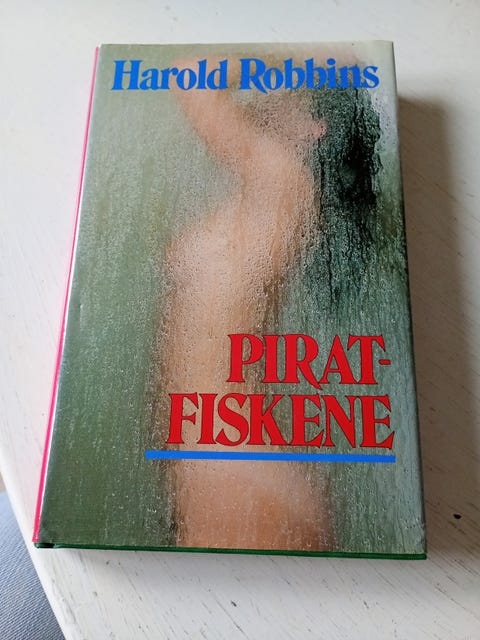 Harold Robbins
PIRAT-
FISKENE